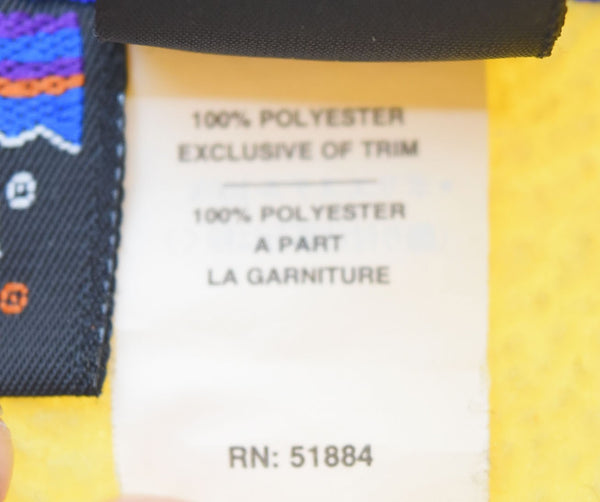 100% POLYESTER
EXCLUSIVE OF TRIM
100% POLYESTER
A PART
LA GARNITURE
RN: 51884